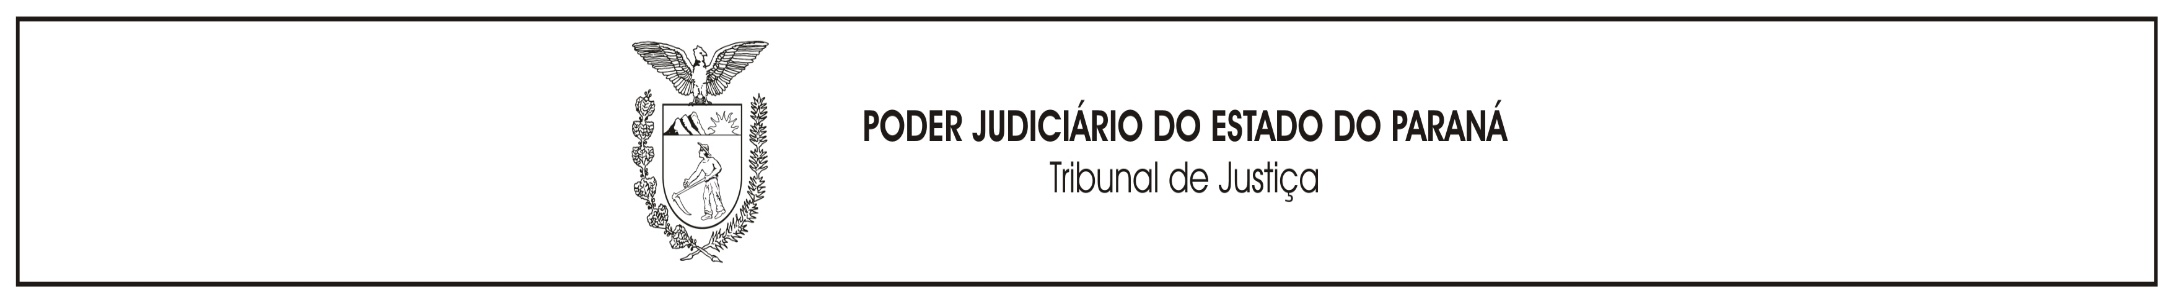 PODER JUDICIÁRIO DO ESTADO DO PARANÁ
Tribunal de Justiça